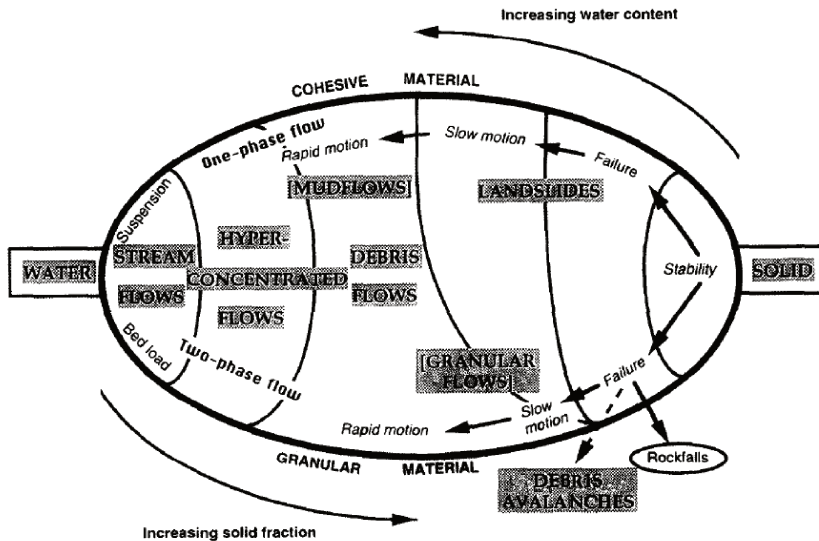 Increasing water content
COHESIVE MATERIAL
One-phase flow
Rapid motion
Slow motion
Failure
[MUDFLOWS]
LANDSLIDES
Suspension
HYPER-
STREAM
DEBRIS
WATER
CONCENTRATED
Stability
SOLID
FLOWS
FLOWS
FLOWS
Bed load
Two-phase flow
[GRANULAR
FLOWS]
Failure
Slow
motion
Rapid motion
Rockfalls
GRANULAR MATERIAL
DEBRIS
AVALANCHES
Increasing solid fraction